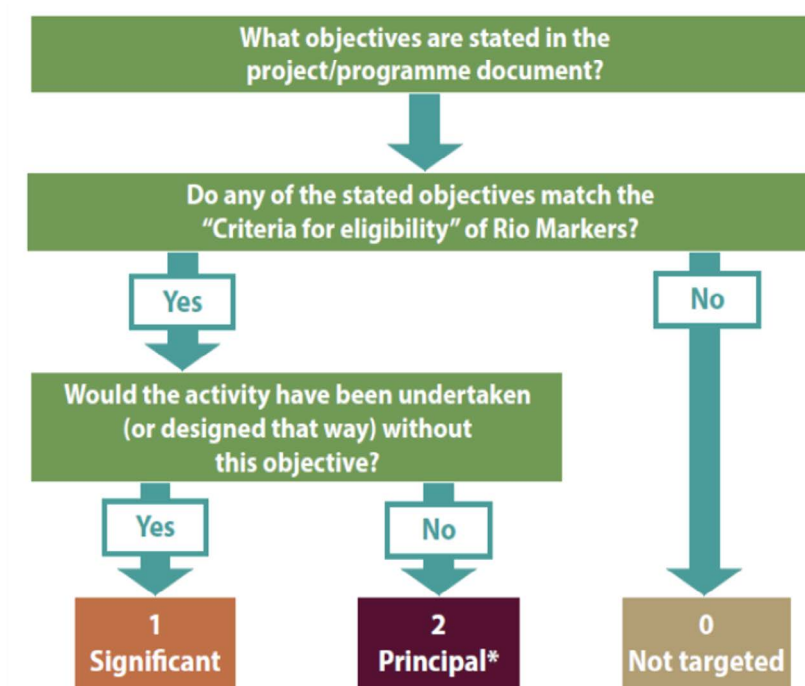 What objectives are stated in the
project/programme document?
Do any of the stated objectives match the
“Criteria for eligibility” of Rio Markers?
Yes
No
Would the activity have been undertaken
(or designed that way) without
this objective?
Yes
No
1
Significant
2
Principal*
0
Not targeted